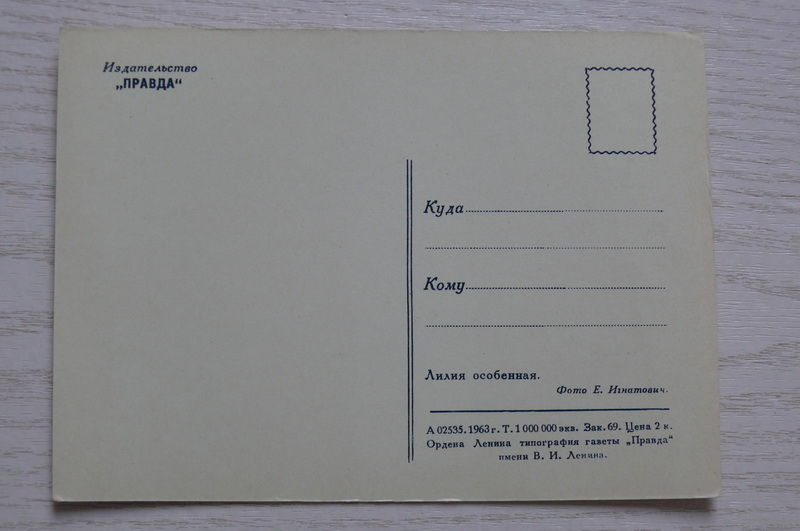 Издательство
„ПРАВДА“
Куда
Кому
Лилия особенная.
Фото Е. Игнатович.
А 02535. 1963 г. Т. 1 000 000 экв. Зак. 69. Цена 2 к.
Ордена Ленина типография газеты „Правда“
имени В. И. Ленина.